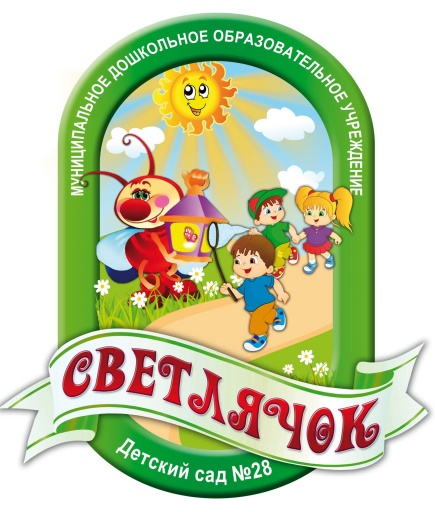 МУНИЦИПАЛЬНОЕ ДОШКОЛЬНОЕ ОБРАЗОВАТЕЛЬНОЕ УЧРЕЖДЕНИЕ
СВЕТЛЯЧОК
Детский сад №28